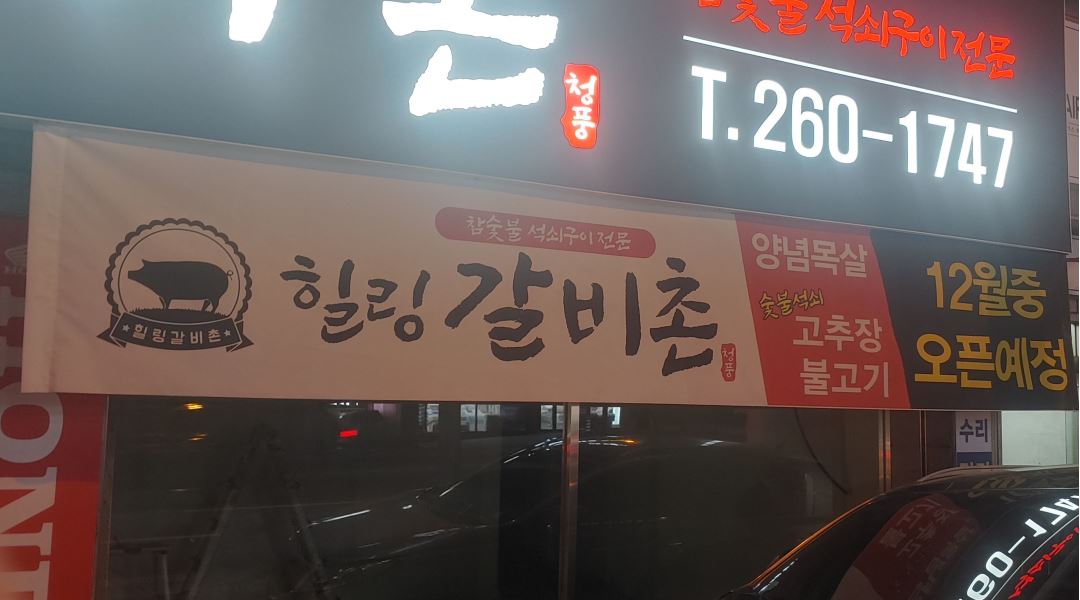 촌
청풍
참숯불 석쇠구이 전문
T. 260-1747
참숯불 석쇠구이 전문
힐링갈비촌
힐링 갈비촌
청풍
양념목살
숯불석쇠
고추장
불고기
12월중
오픈예정
수리